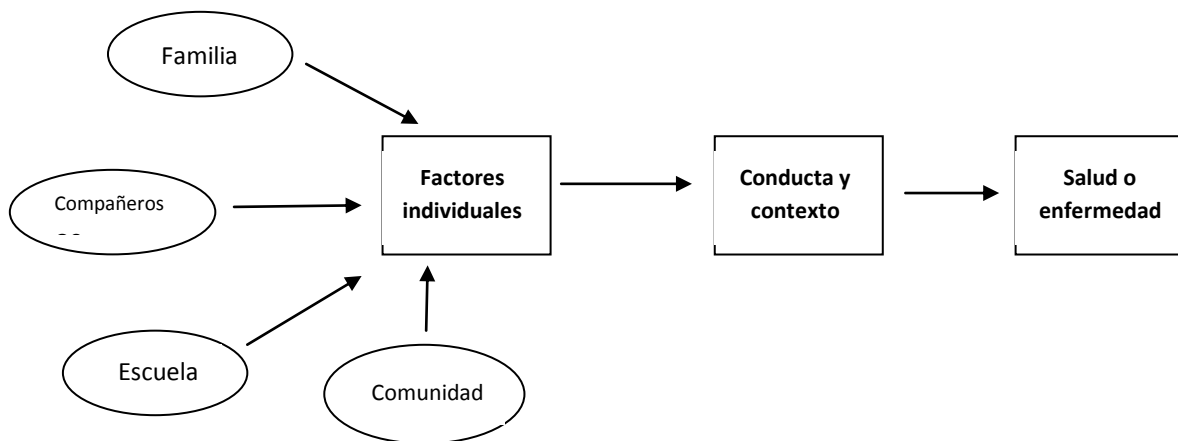 Familia
Compañeros
Factores
individuales
Conducta y
contexto
Salud o
enfermedad
Escuela
Comunidad